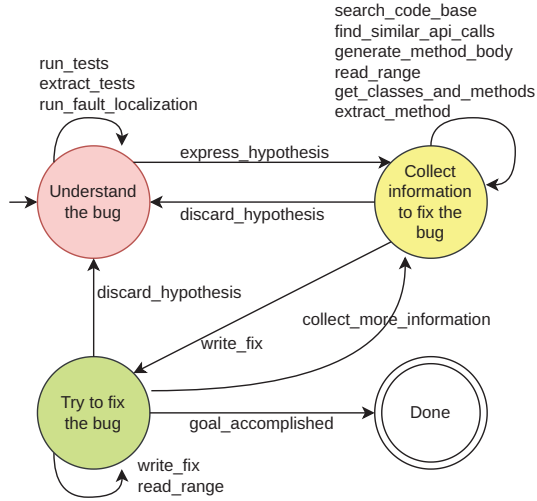 search_code_base
find_similar_api_calls
generate_method_body
read_range
get_classes_and_methods
extract_method
run_tests
extract_tests
run_fault_localization
express_hypothesis
Understand
the bug
Collect
information
to fix the
bug
discard_hypothesis
discard_hypothesis
collect_more_information
write_fix
Try to fix
the bug
Done
goal_accomplished
write_fix
read_range